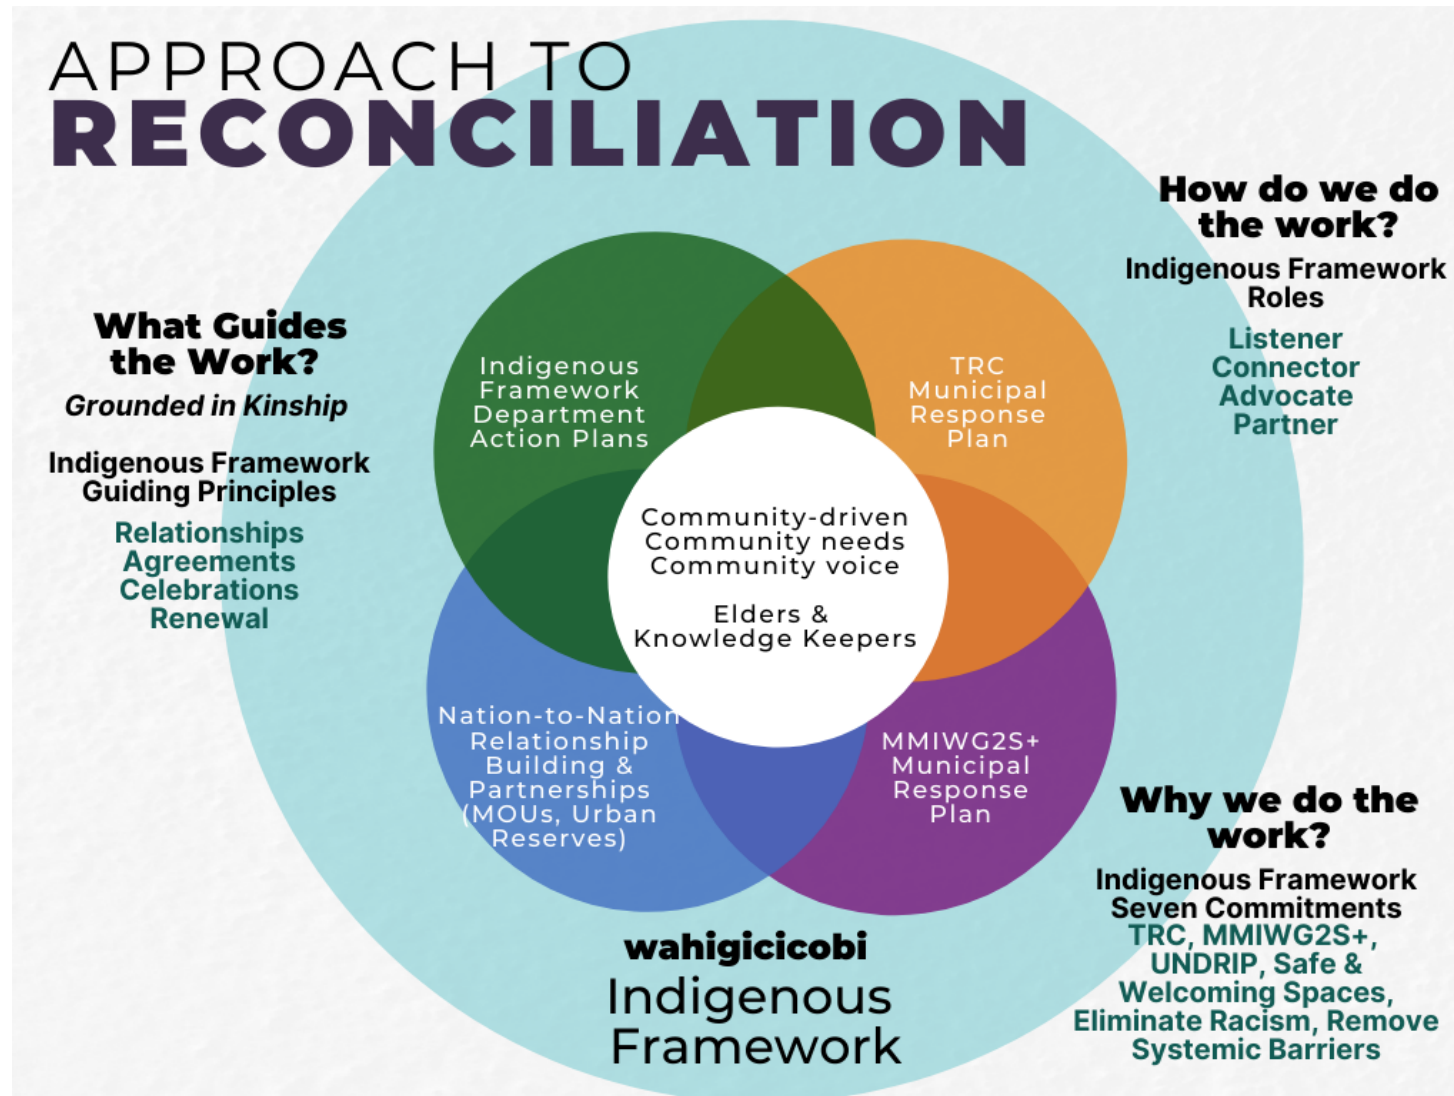 APPROACH TO
RECONCILIATION
What Guides
the Work?
Grounded in Kinship
Indigenous Framework
Guiding Principles
Relationships
Agreements
Celebrations
Renewal
Indigenous
Framework
Department
Action Plans
TRC
Municipal
Response
Plan
Community-driven
Community needs
Community voice
Elders &
Knowledge Keepers
Nation-to-Nation
Relationship
Building &
Partnerships
(MOUs, Urban
Reserves)
MMIWG2S+
Municipal
Response
Plan
wahigicicobi
Indigenous
Framework
How do we do
the work?
Indigenous Framework
Roles
Listener
Connector
Advocate
Partner
Why we do the
work?
Indigenous Framework
Seven Commitments
TRC, MMIWG2S+,
UNDRIP, Safe &
Welcoming Spaces,
Eliminate Racism, Remove
Systemic Barriers